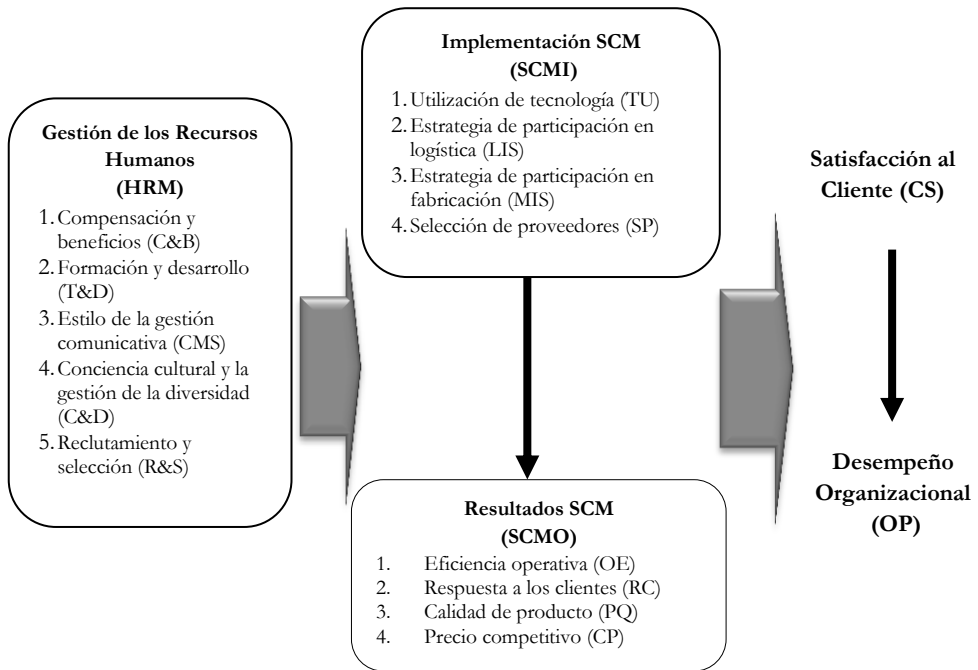 Gestión de los Recursos
Humanos
(HRM)
1. Compensación y
beneficios (C&B)
2. Formación y desarrollo
(T&D)
3. Estilo de la gestión
comunicativa (CMS)
4. Conciencia cultural y la
gestión de la diversidad
(C&D)
5. Reclutamiento y
selección (R&S)
Implementación SCM
(SCMI)
1. Utilización de tecnología (TU)
2. Estrategia de participación en
logística (LIS)
3. Estrategia de participación en
fabricación (MIS)
4. Selección de proveedores (SP)
Resultados SCM
(SCMO)
1. Eficiencia operativa (OE)
2. Respuesta a los clientes (RC)
3. Calidad de producto (PQ)
4. Precio competitivo (CP)
Satisfacción al
Cliente (CS)
Desempeño
Organizacional
(OP)